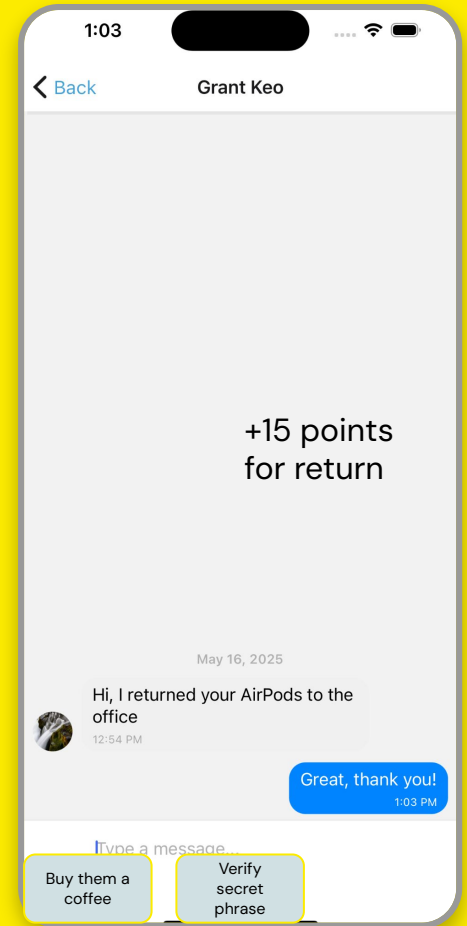 1:03
Back
Grant Keo
+15 points
for return
May 16, 2025
Hi, I returned your AirPods to the
office
12:54 PM
Great, thank you!
1:03 PM
Type a message...
Buy them a
coffee
Verify
secret
phrase